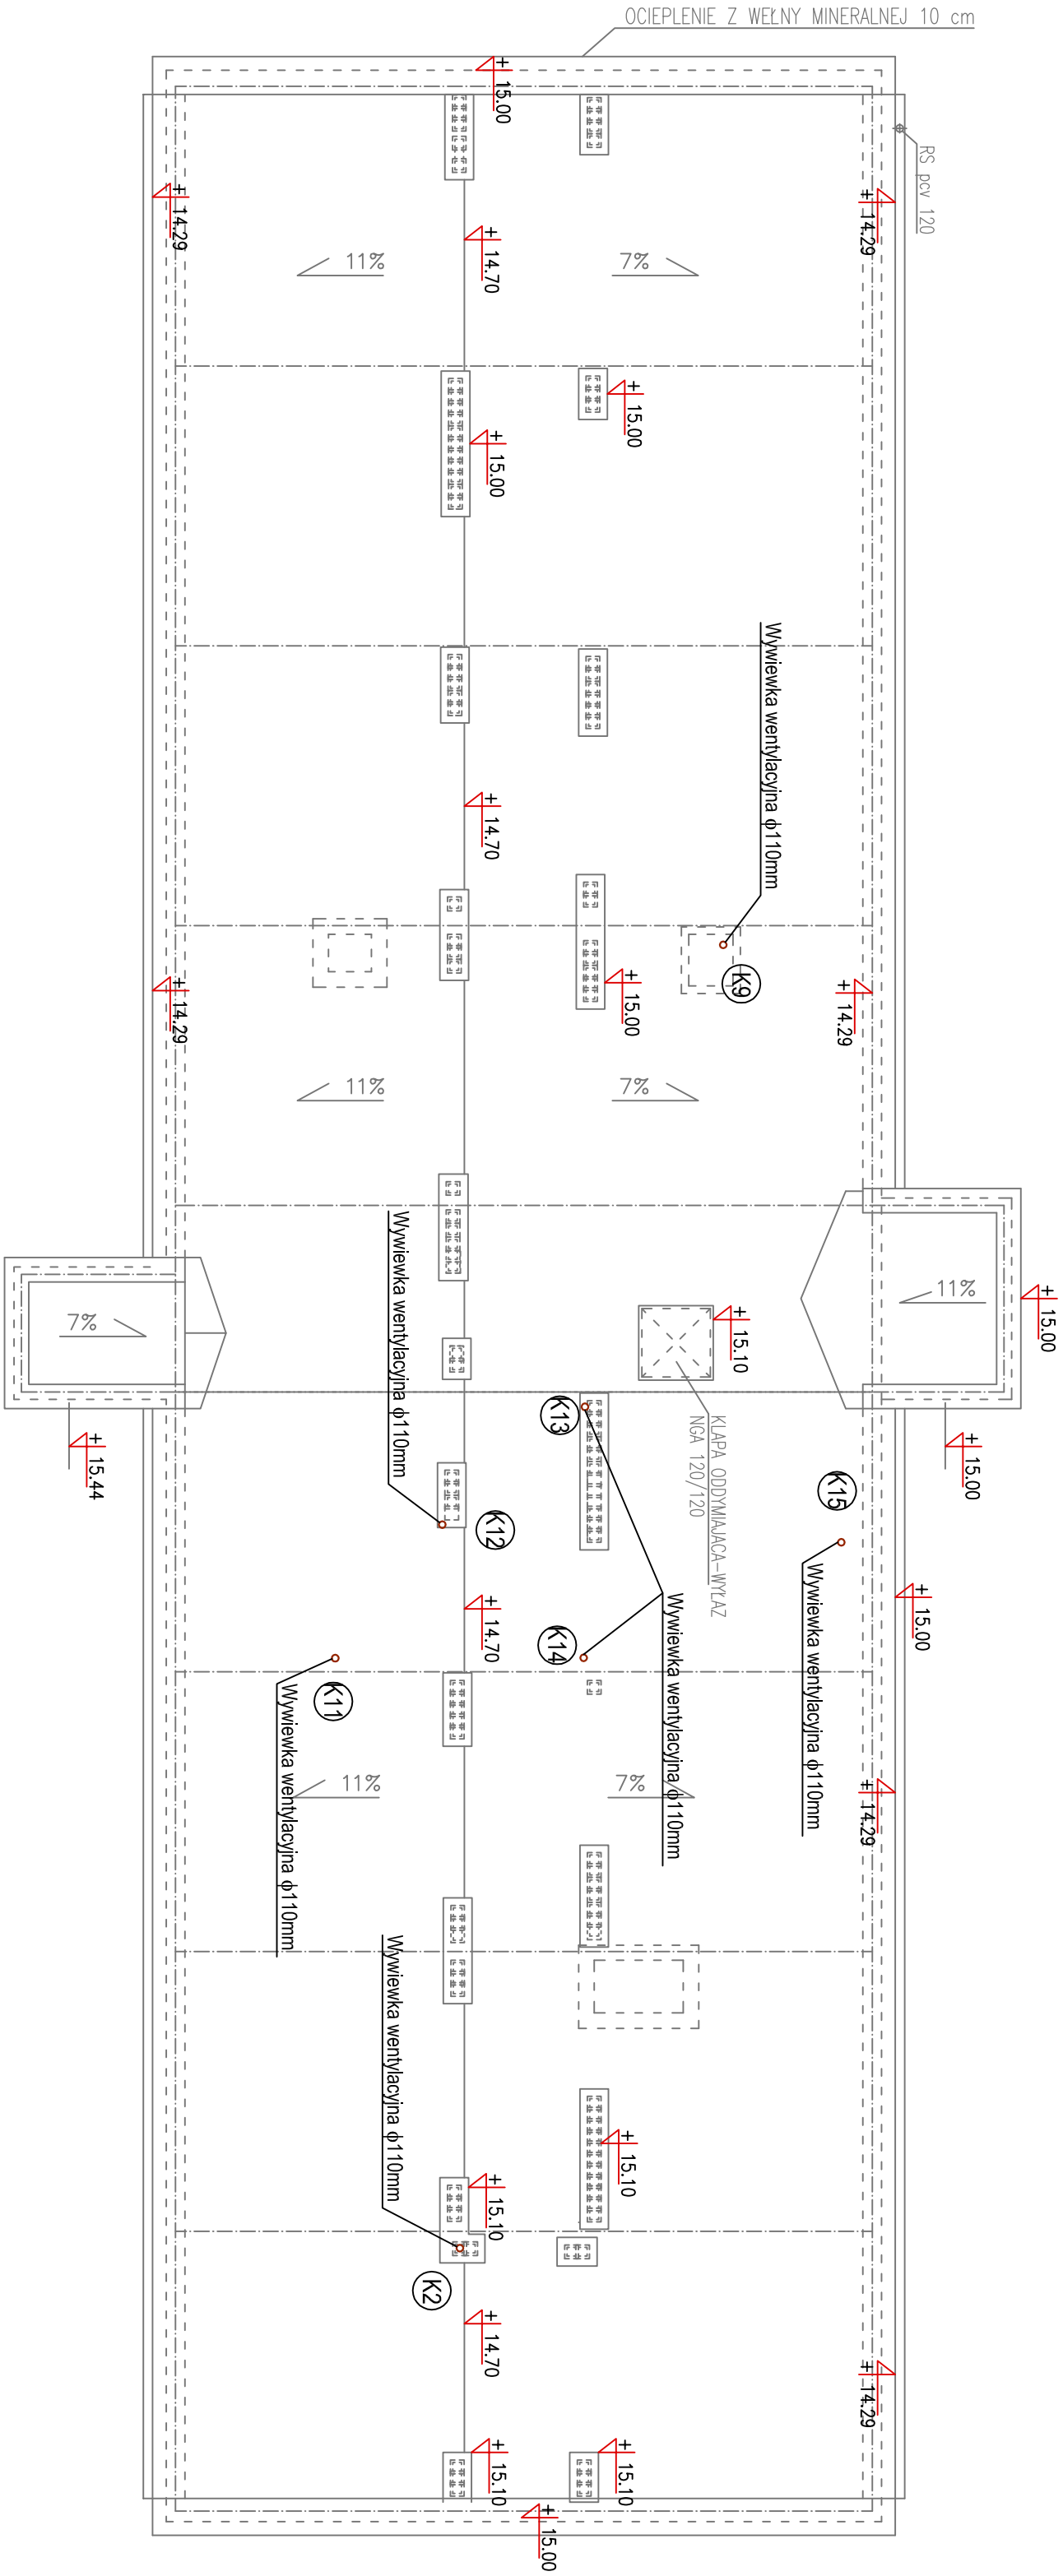 OCIEPLENIE Z WEŁNY MINERALNEJ 10 cm
+ 15.00
RS pcv 120
+ 14.29
+ 14.29
+ 14.70
11%
7%
+ 15.00
+ 15.00
Wywiewka wentylacyjna ϕ110mm
+ 14.70
K9
+ 15.00
+ 14.29
+ 14.29
11%
7%
Wywiewka wentylacyjna ϕ110mm
11%
+ 15.00
7%
+ 15.10
K13
KLAPA ODDYMIAJACA-WYŁAZ
NGA 120/120
+ 15.44
+ 15.00
K15
K12
Wywiewka wentylacyjna ϕ110mm
+ 15.00
+ 14.70
Wywiewka wentylacyjna ϕ110mm
K14
K11
Wywiewka wentylacyjna ϕ110mm
11%
7%
+ 14.29
Wywiewka wentylacyjna ϕ110mm
+ 15.10
+ 15.10
K2
+ 14.70
+ 14.29
+ 15.10
+ 15.10
+ 15.00